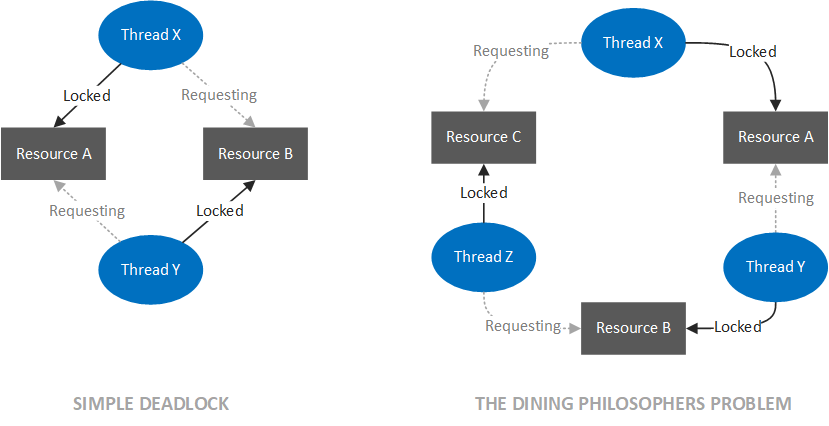 Thread X
Locked
Requesting
Resource A
Resource B
Requesting
Locked
Thread Y
SIMPLE DEADLOCK
Thread X
Requesting
Locked
Resource C
Resource A
Locked
Requesting
Thread Z
Thread Y
Requesting
Resource B
Locked
THE DINING PHILOSOPHERS PROBLEM